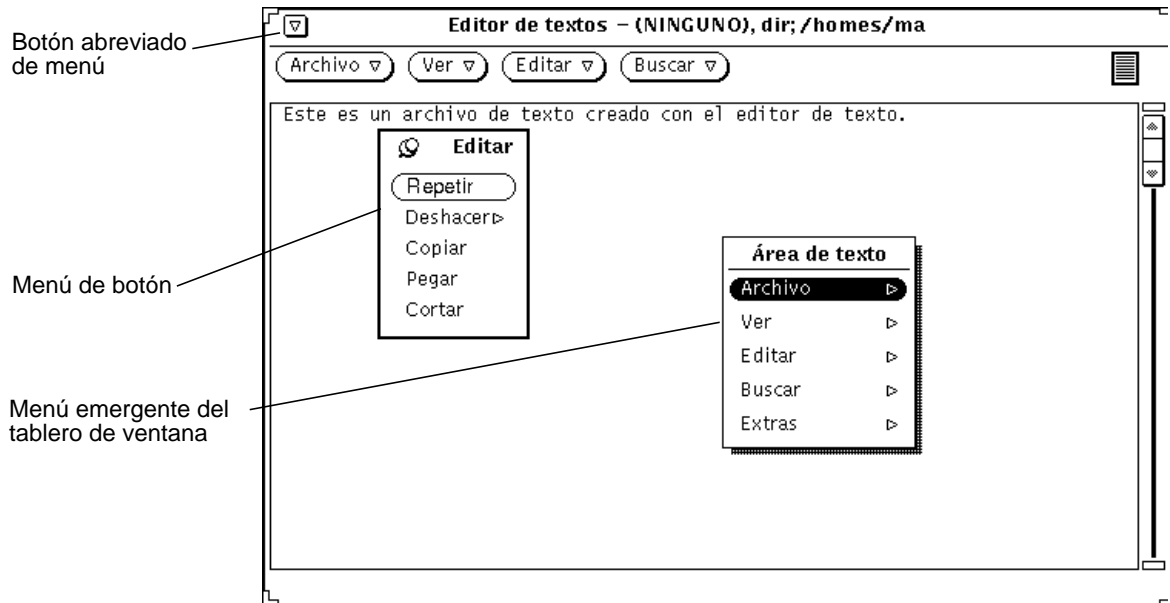 Editor de textos – (NINGUNO), dir; /homes/ma
Botón abreviado
de menú
Archivo Ver Editar Buscar
Este es un archivo de texto creado con el editor de texto.
Editar
Repetir
Deshacer
Copiar
Pegar
Cortar
Menú de botón
Área de texto
Archivo
Ver
Editar
Buscar
Extras
Menú emergente del
tablero de ventana